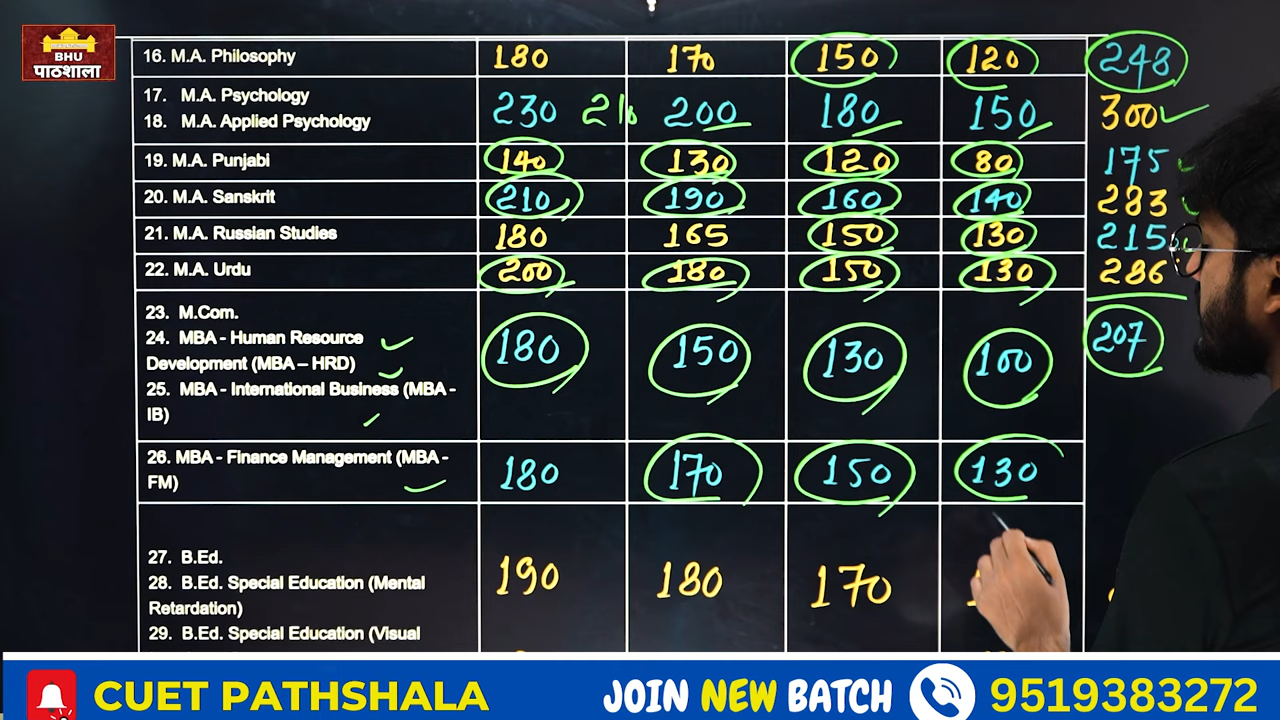 BHU
पाठशाला
16. M.A. Philosophy 180 170 150 120 248
17. M.A. Psychology
18. M.A. Applied Psychology
230 210 200 180 150 300
19. M.A. Punjabi 140 130 120 80 175
20. M.A. Sanskrit 210 190 160 140 283
21. M.A. Russian Studies 180 165 150 130 215
22. M.A. Urdu 200 180 150 130 286
23. M.Com.
24. MBA - Human Resource
Development (MBA – HRD)
25. MBA - International Business (MBA -
IB)
180 150 130 100 207
26. MBA - Finance Management (MBA -
FM)
180 170 150 130
27. B.Ed.
28. B.Ed. Special Education (Mental
Retardation)
29. B.Ed. Special Education (Visual
190 180 170
CUET PATHSHALA JOIN NEW BATCH 9519383272